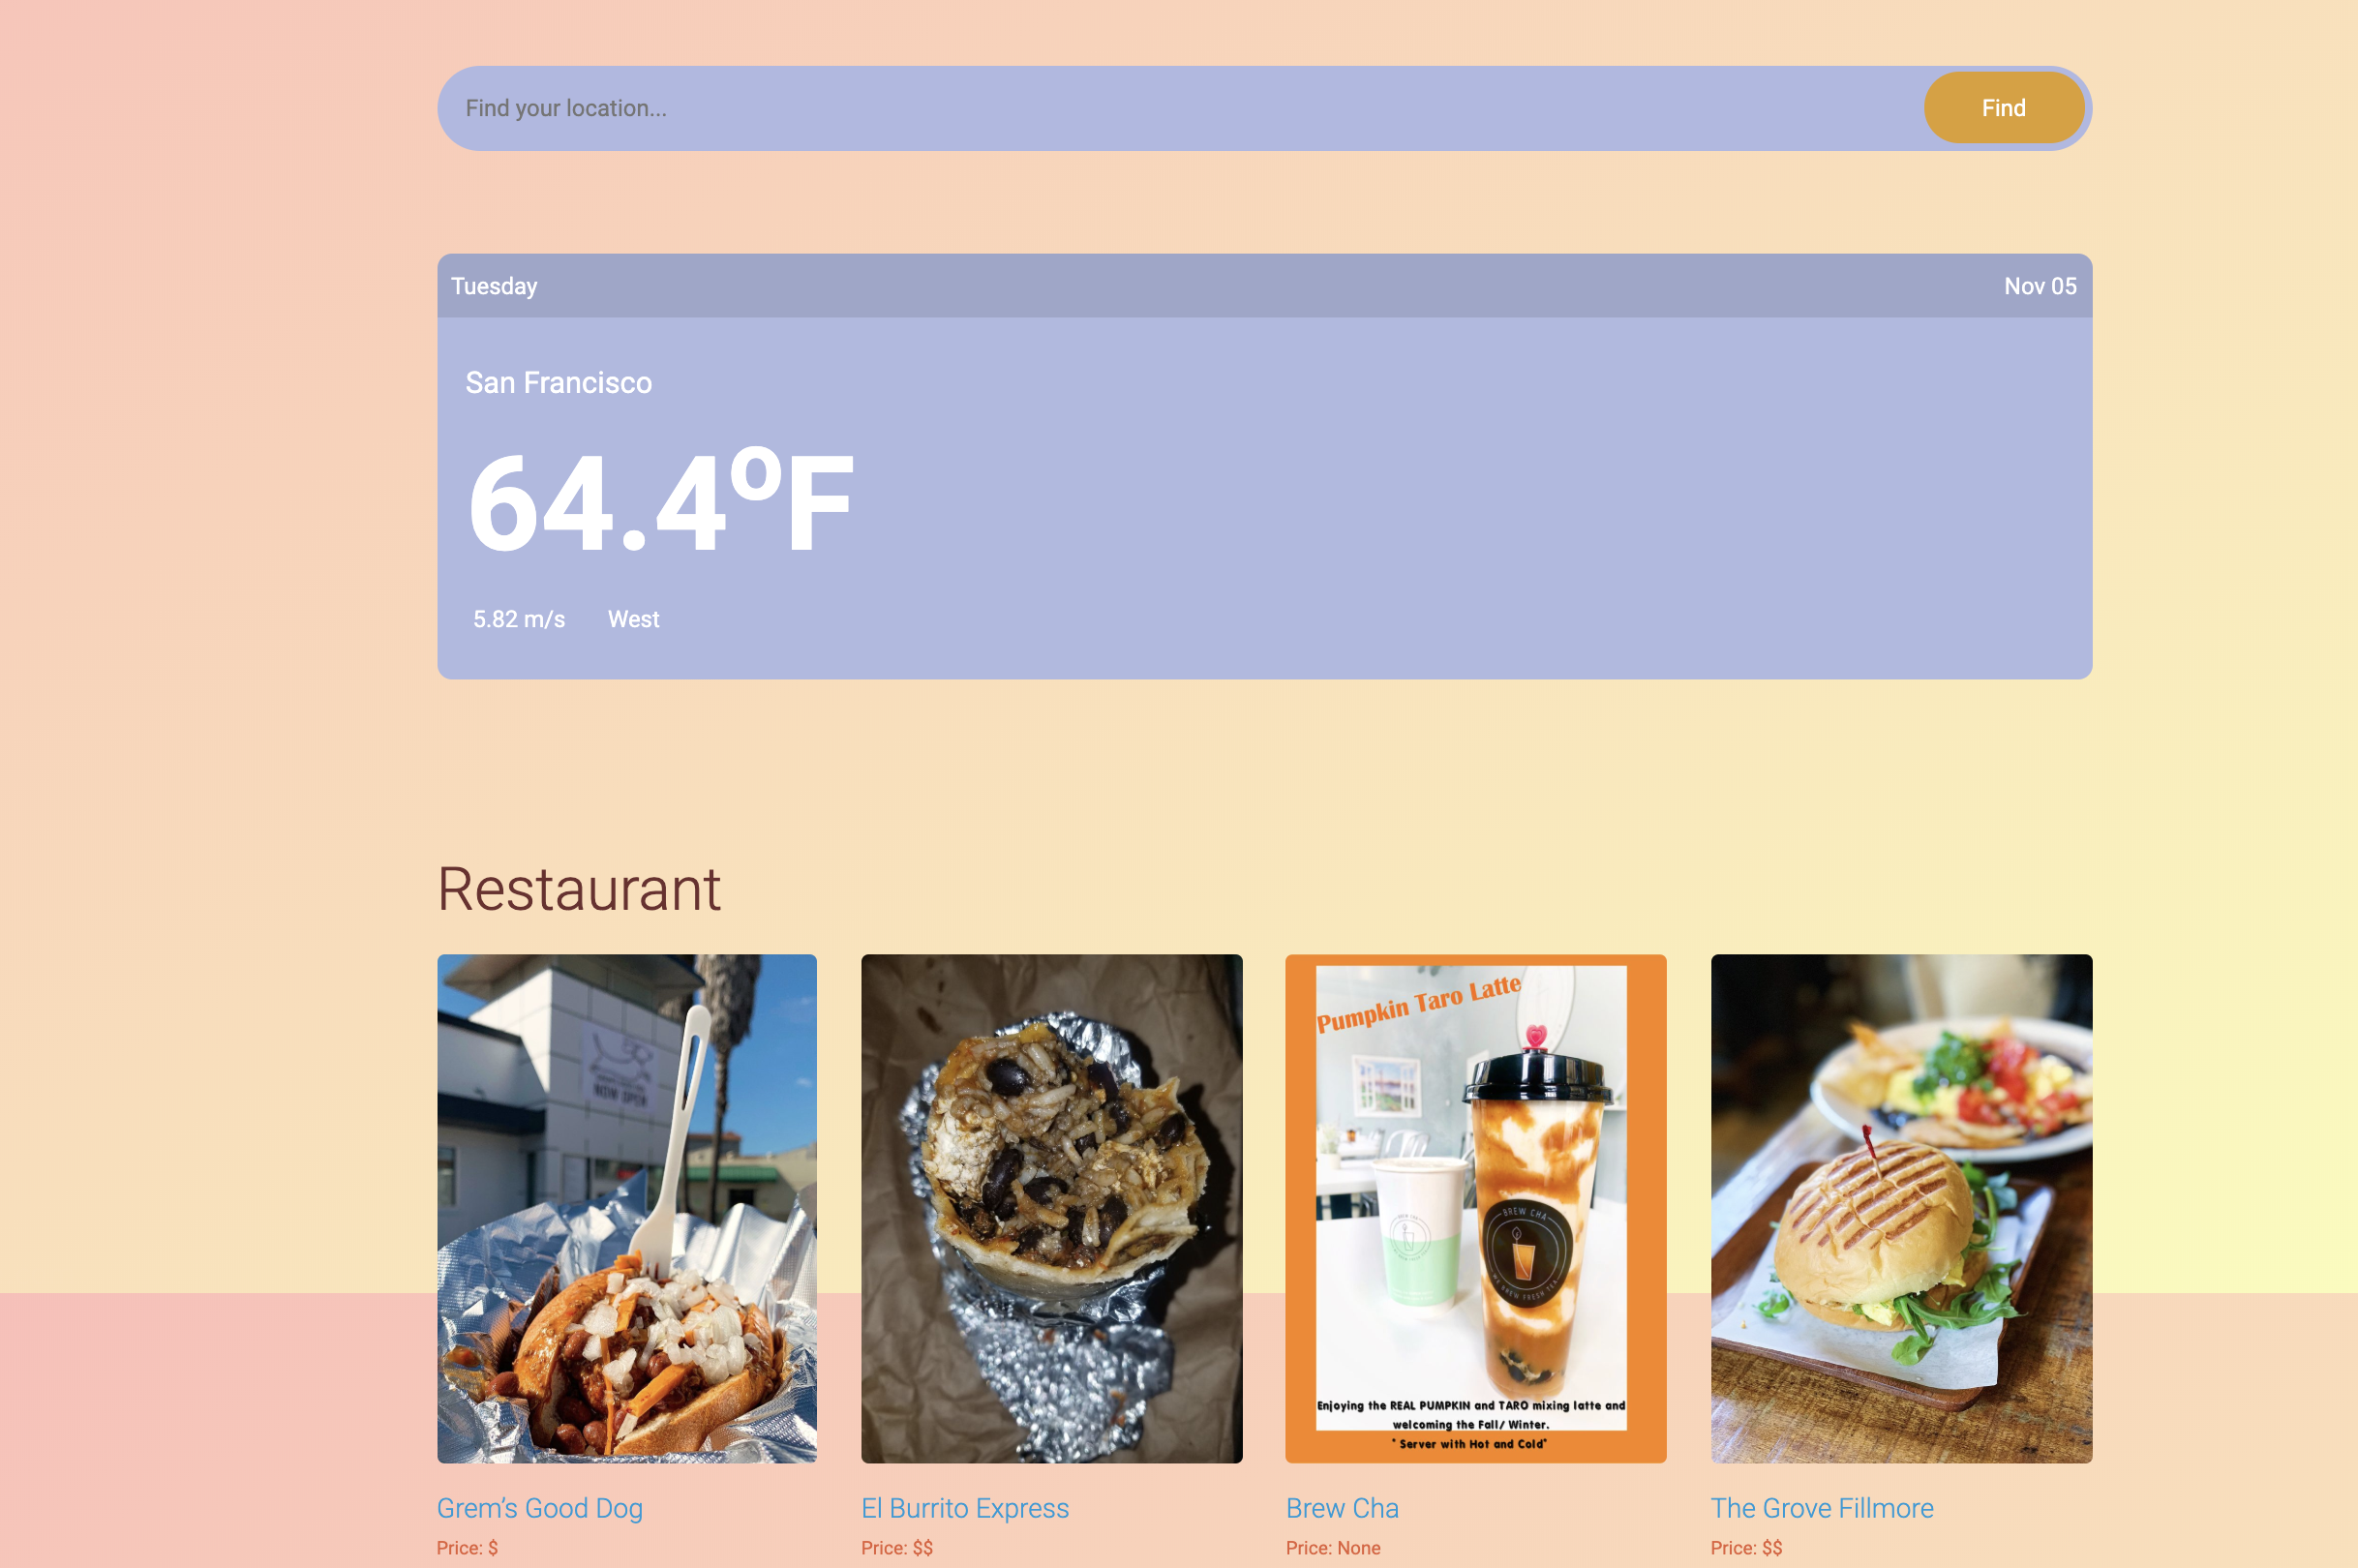 Find your location...
Find
Tuesday
Nov 05
San Francisco
64.4ºF
5.82 m/s West
Restaurant
NOW OPEN
Pumpkin Taro Latte
BREW CHA
Enjoying the REAL PUMPKIN and TARO mixing latte and
welcoming the Fall/ Winter.
* Server with Hot and Cold*
Grem's Good Dog
El Burrito Express
Brew Cha
The Grove Fillmore
Price: $
Price: $$
Price: None
Price: $$